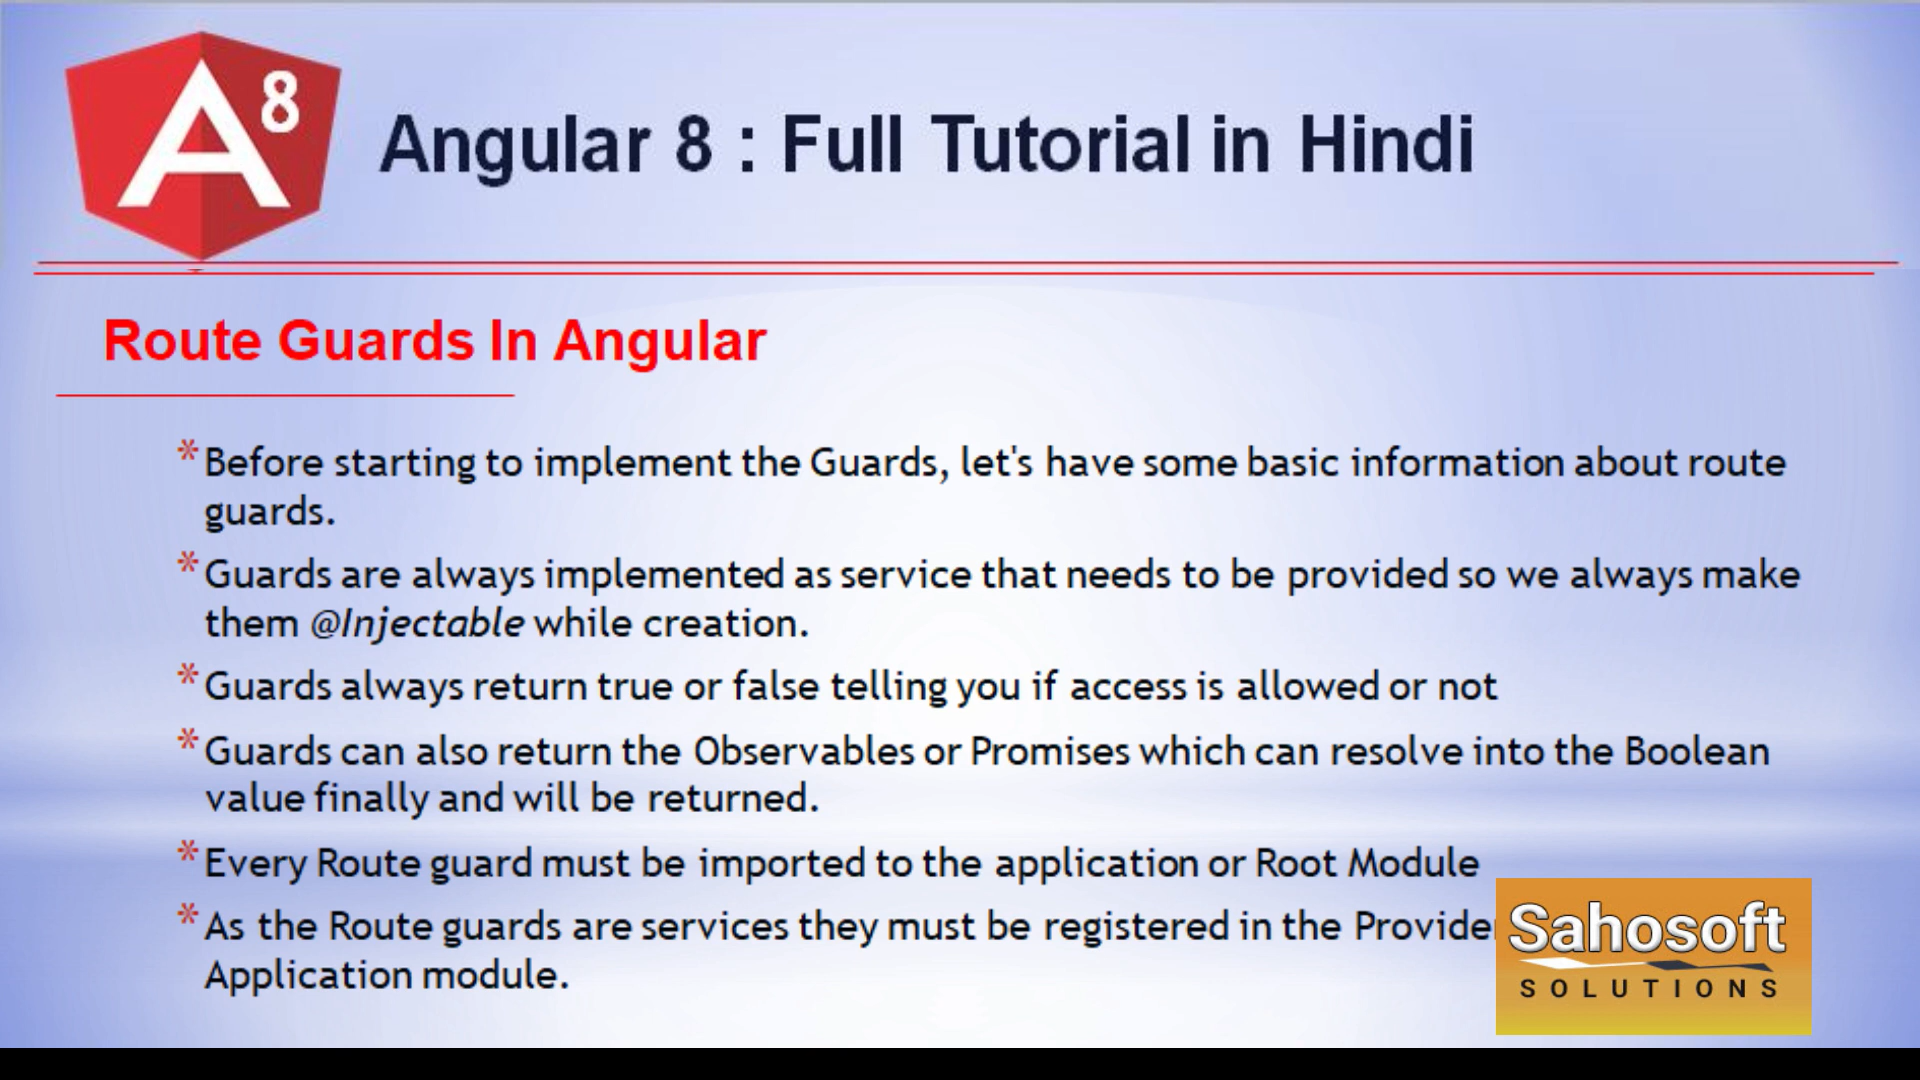 A8
Angular 8 : Full Tutorial in Hindi
Route Guards In Angular
* Before starting to implement the Guards, let's have some basic information about route
guards.
* Guards are always implemented as service that needs to be provided so we always make
them @Injectable while creation.
* Guards always return true or false telling you if access is allowed or not
* Guards can also return the Observables or Promises which can resolve into the Boolean
value finally and will be returned.
* Every Route guard must be imported to the application or Root Module
* As the Route guards are services they must be registered in the
Application module.
Sahosoft
SOLUTIONS